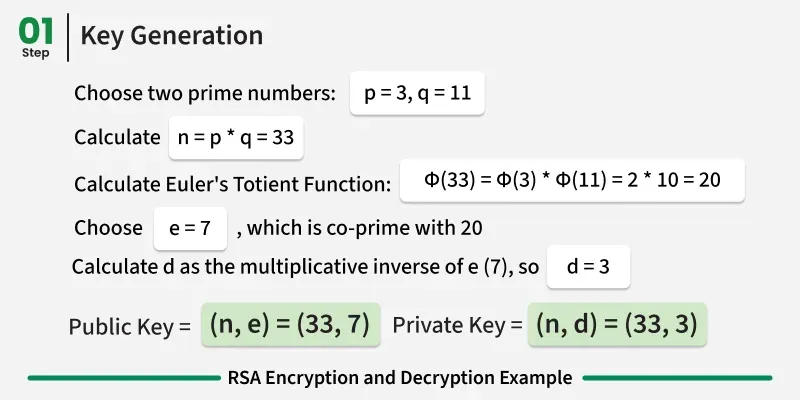 01 Key Generation
Step
Choose two prime numbers: p = 3, q = 11
Calculate n = p * q = 33
Calculate Euler's Totient Function: Φ(33) = Φ(3) * Φ(11) = 2 * 10 = 20
Choose e = 7 , which is co-prime with 20
Calculate d as the multiplicative inverse of e (7), so d = 3
Public Key = (n, e) = (33, 7) Private Key = (n, d) = (33, 3)
RSA Encryption and Decryption Example